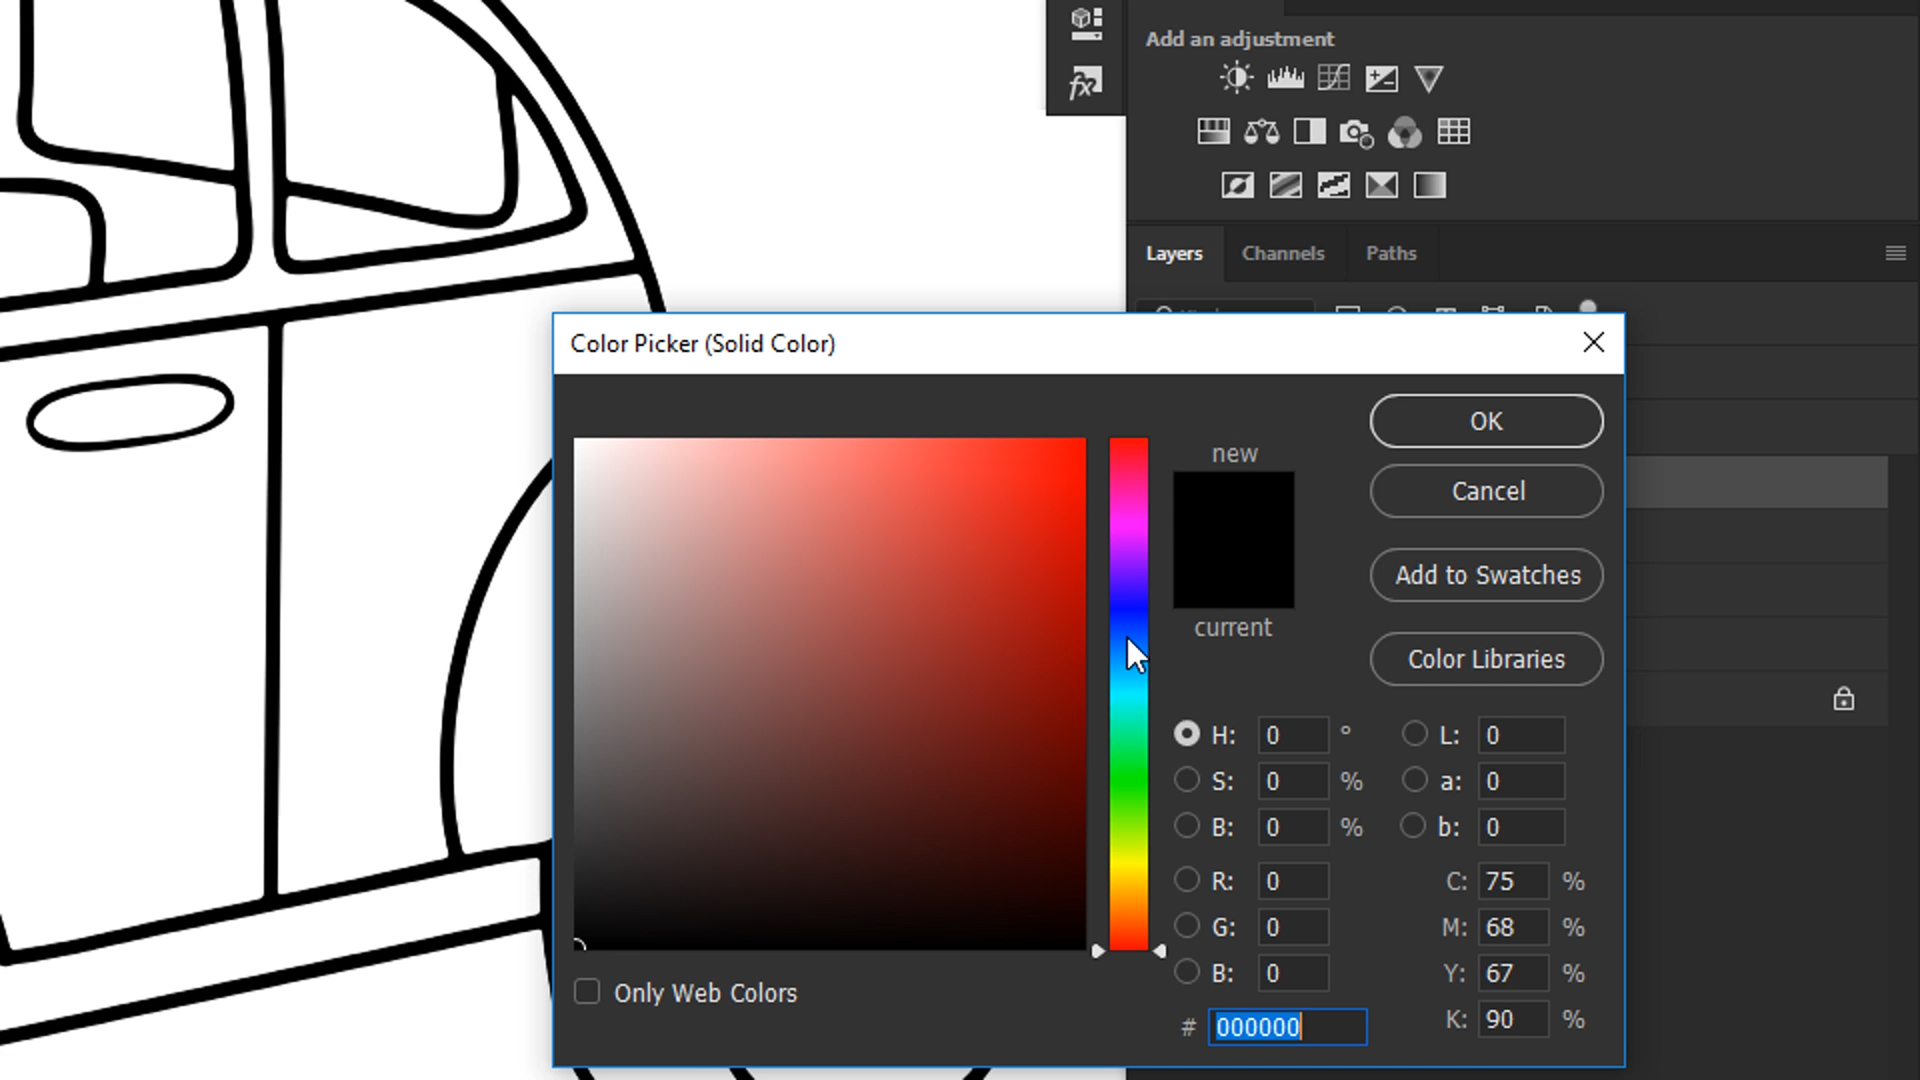 Add an adjustment
fx
Layers Channels Paths
Color Picker (Solid Color)
OK
new
Cancel
Add to Swatches
current
Color Libraries
H: 0 °
L: 0
S: 0 %
a: 0
B: 0 %
b: 0
R: 0
C: 75 %
G: 0
M: 68 %
B: 0
Y: 67 %
Only Web Colors
# 000000
K: 90 %